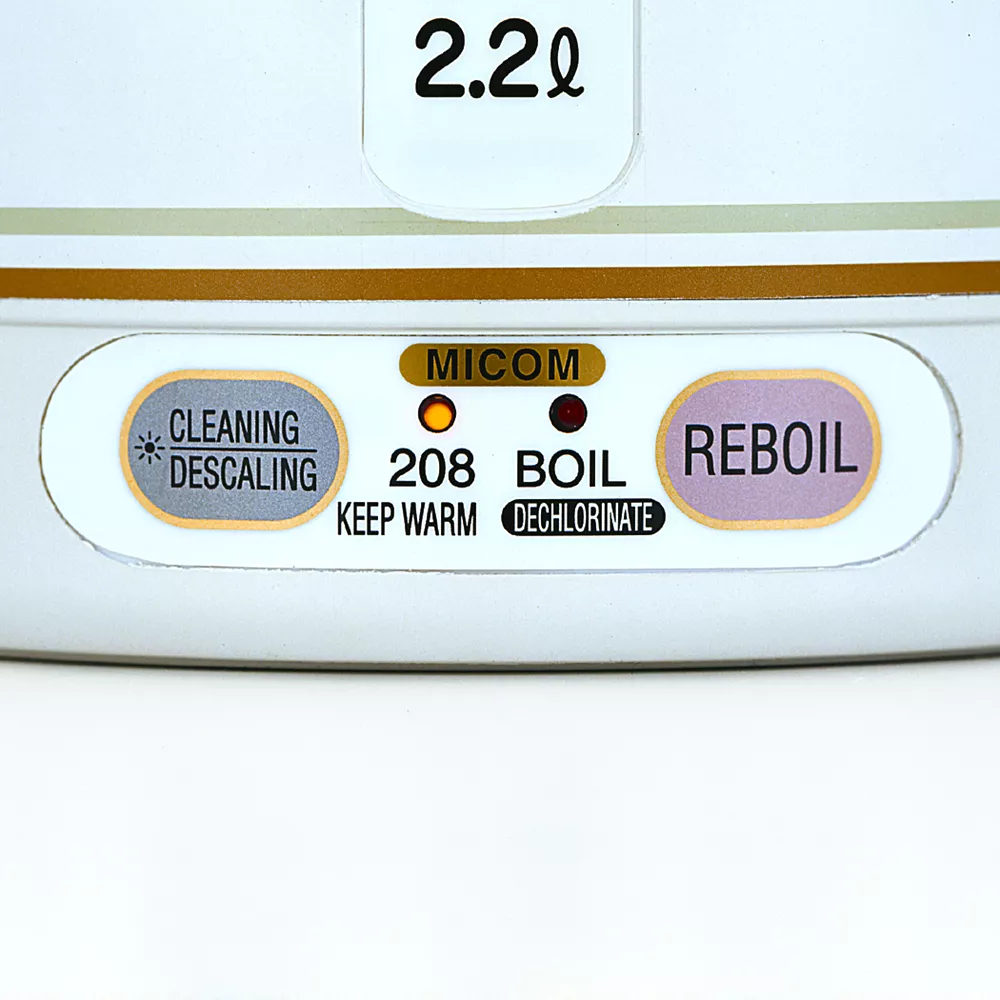 2.2ℓ
MICOM
CLEANING
DESCALING
208
KEEP WARM
BOIL
DECHLORINATE
REBOIL